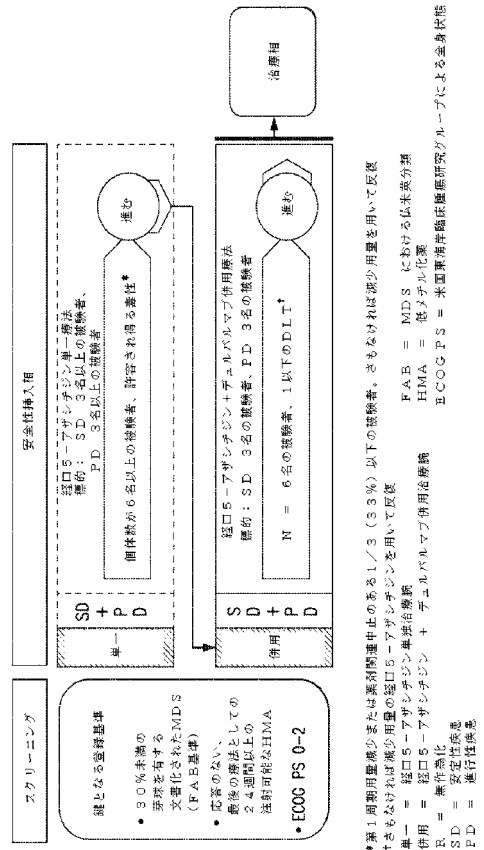 スクリーニング
安全性挿入相
鍵となる登録基準
• 30%未満の
芽球を有する
文書化されたMDS
(FAB基準)
• 応答のない、
最後の療法としての
24週間以上の
注射可能なHMA
• ECOG PS 0-2
単一
SD
+
PD
経口5-アザシチジン単一療法
標的: SD 3名以上の被験者、
PD 3名以上の被験者
個体数が6名以上の被験者、許容され得る毒性*
進む
併用
SD
+
PD
経口5-アザシチジン+デュルバルマブ併用療法
標的: SD 3名の被験者、PD 3名の被験者
N = 6名の被験者、1以下のDLT†
進む
治療相
*第1周期用量減少または薬剤関連中止のある1/3(33%)以下の被験者。さもなければ減少用量を用いて反復
†さもなければ減少用量の経口5-アザシチジンを用いて反復
単一 = 経口5-アザシチジン単独治療腕
併用 = 経口5-アザシチジン + デュルバルマブ併用治療腕
R = 無作為化
SD = 安定性疾患
PD = 進行性疾患
FAB = MDSにおける仏米英分類
HMA = 低メチル化薬
ECOG PS = 米国東海岸臨床腫瘍研究グループによる全身状態